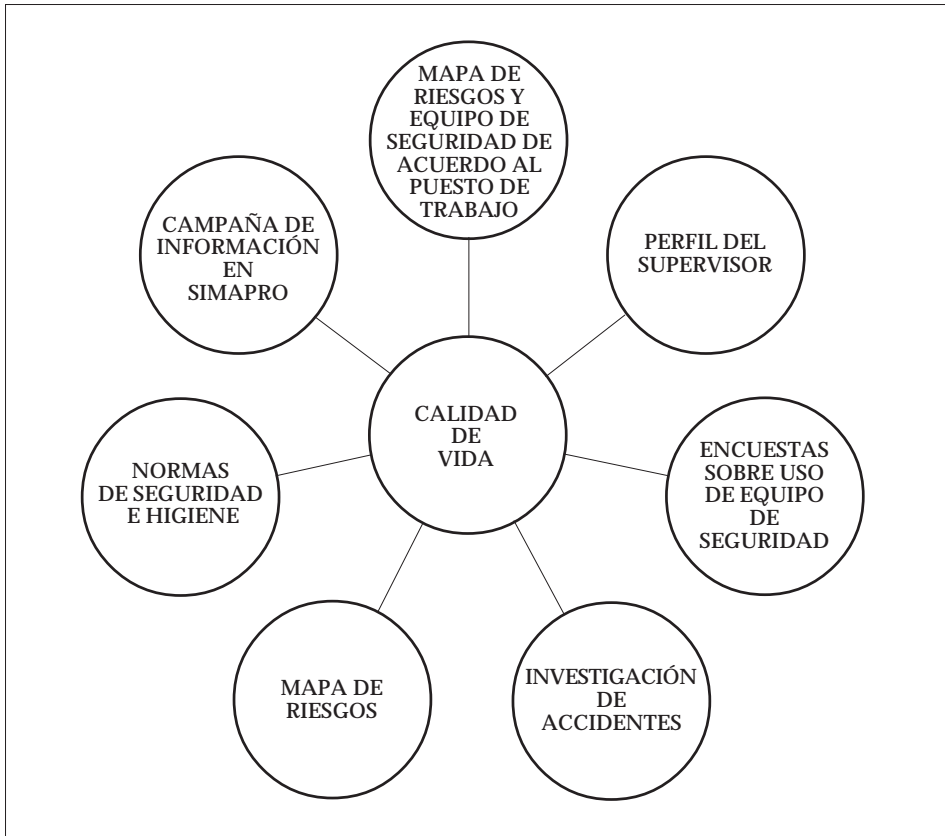 MAPA DE
RIESGOS Y
EQUIPO DE
SEGURIDAD DE
ACUERDO AL
PUESTO DE
TRABAJO
CAMPAÑA DE
INFORMACIÓN
EN
SIMAPRO
PERFIL DEL
SUPERVISOR
CALIDAD
DE
VIDA
NORMAS
DE SEGURIDAD
E HIGIENE
ENCUESTAS
SOBRE USO
DE EQUIPO
DE
SEGURIDAD
MAPA DE
RIESGOS
INVESTIGACIÓN
DE
ACCIDENTES